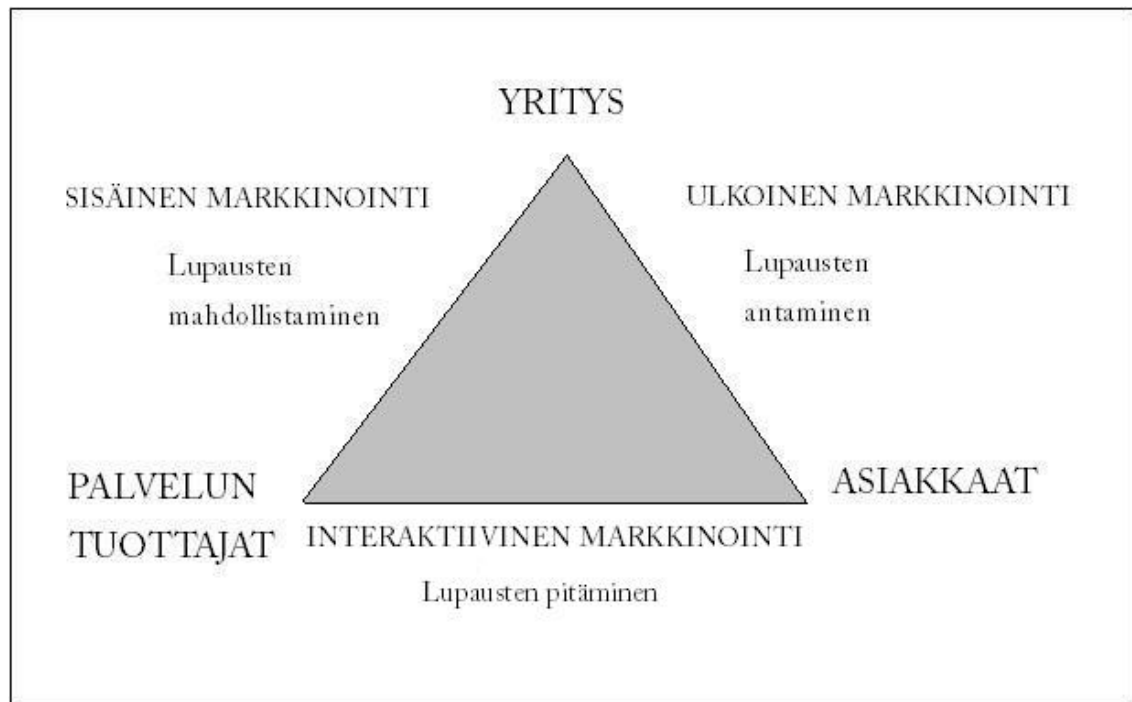 YRITYS
SISÄINEN MARKKINOINTI
Lupausten
mahdollistaminen
ULKOINEN MARKKINOINTI
Lupausten
antaminen
PALVELUN
TUOTTAJAT
ASIAKKAAT
INTERAKTIIVINEN MARKKINOINTI
Lupausten pitäminen